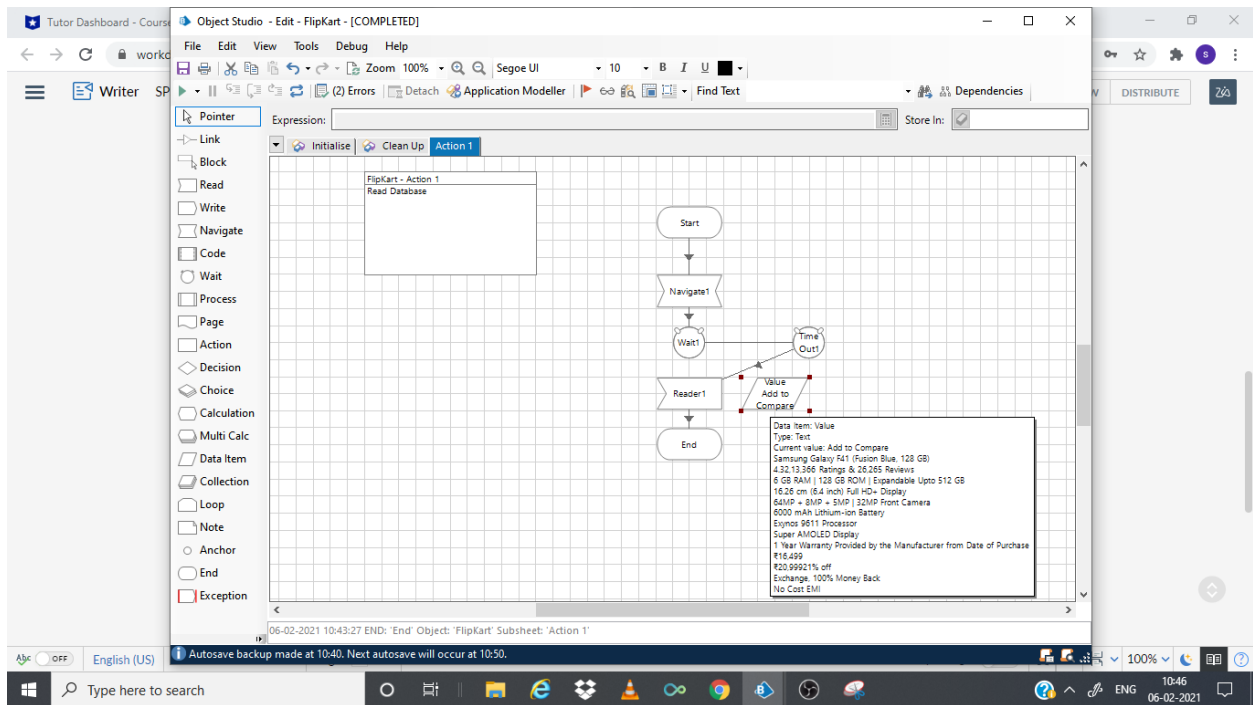 Tutor Dashboard - Course
Object Studio - Edit - FlipKart - [COMPLETED]
File Edit View Tools Debug Help
Zoom 100% Segoe UI 10 B I U
(2) Errors Detach Application Modeller Find Text Dependencies
workd
s
Writer SP
W DISTRIBUTE
Expression: Store In:
Initialise Clean Up Action 1
Pointer
Link
Block
Read
Write
Navigate
Code
Wait
Process
Page
Action
Decision
Choice
Calculation
Multi Calc
Data Item
Collection
Loop
Note
Anchor
End
Exception
FlipKart - Action 1
Read Database
Start
Navigate1
Wait1
Time
Out1
Reader1
Value
Add to
Compare
End
Data Item: Value
Type: Text
Current value: Add to Compare
Samsung Galaxy F41 (Fusion Blue, 128 GB)
4.32,13,366 Ratings & 26,265 Reviews
6 GB RAM | 128 GB ROM | Expandable Upto 512 GB
16.26 cm (6.4 inch) Full HD+ Display
64MP + 8MP + 5MP | 32MP Front Camera
6000 mAh Lithium-ion Battery
Exynos 9611 Processor
Super AMOLED Display
1 Year Warranty Provided by the Manufacturer from Date of Purchase
₹16,499
₹20,99921% off
Exchange, 100% Money Back
No Cost EMI
06-02-2021 10:43:27 END: 'End' Object: 'FlipKart' Subsheet: 'Action 1'
Autosave backup made at 10:40. Next autosave will occur at 10:50.
Abc OFF English (US)
100%
Type here to search
ENG
10:46
06-02-2021